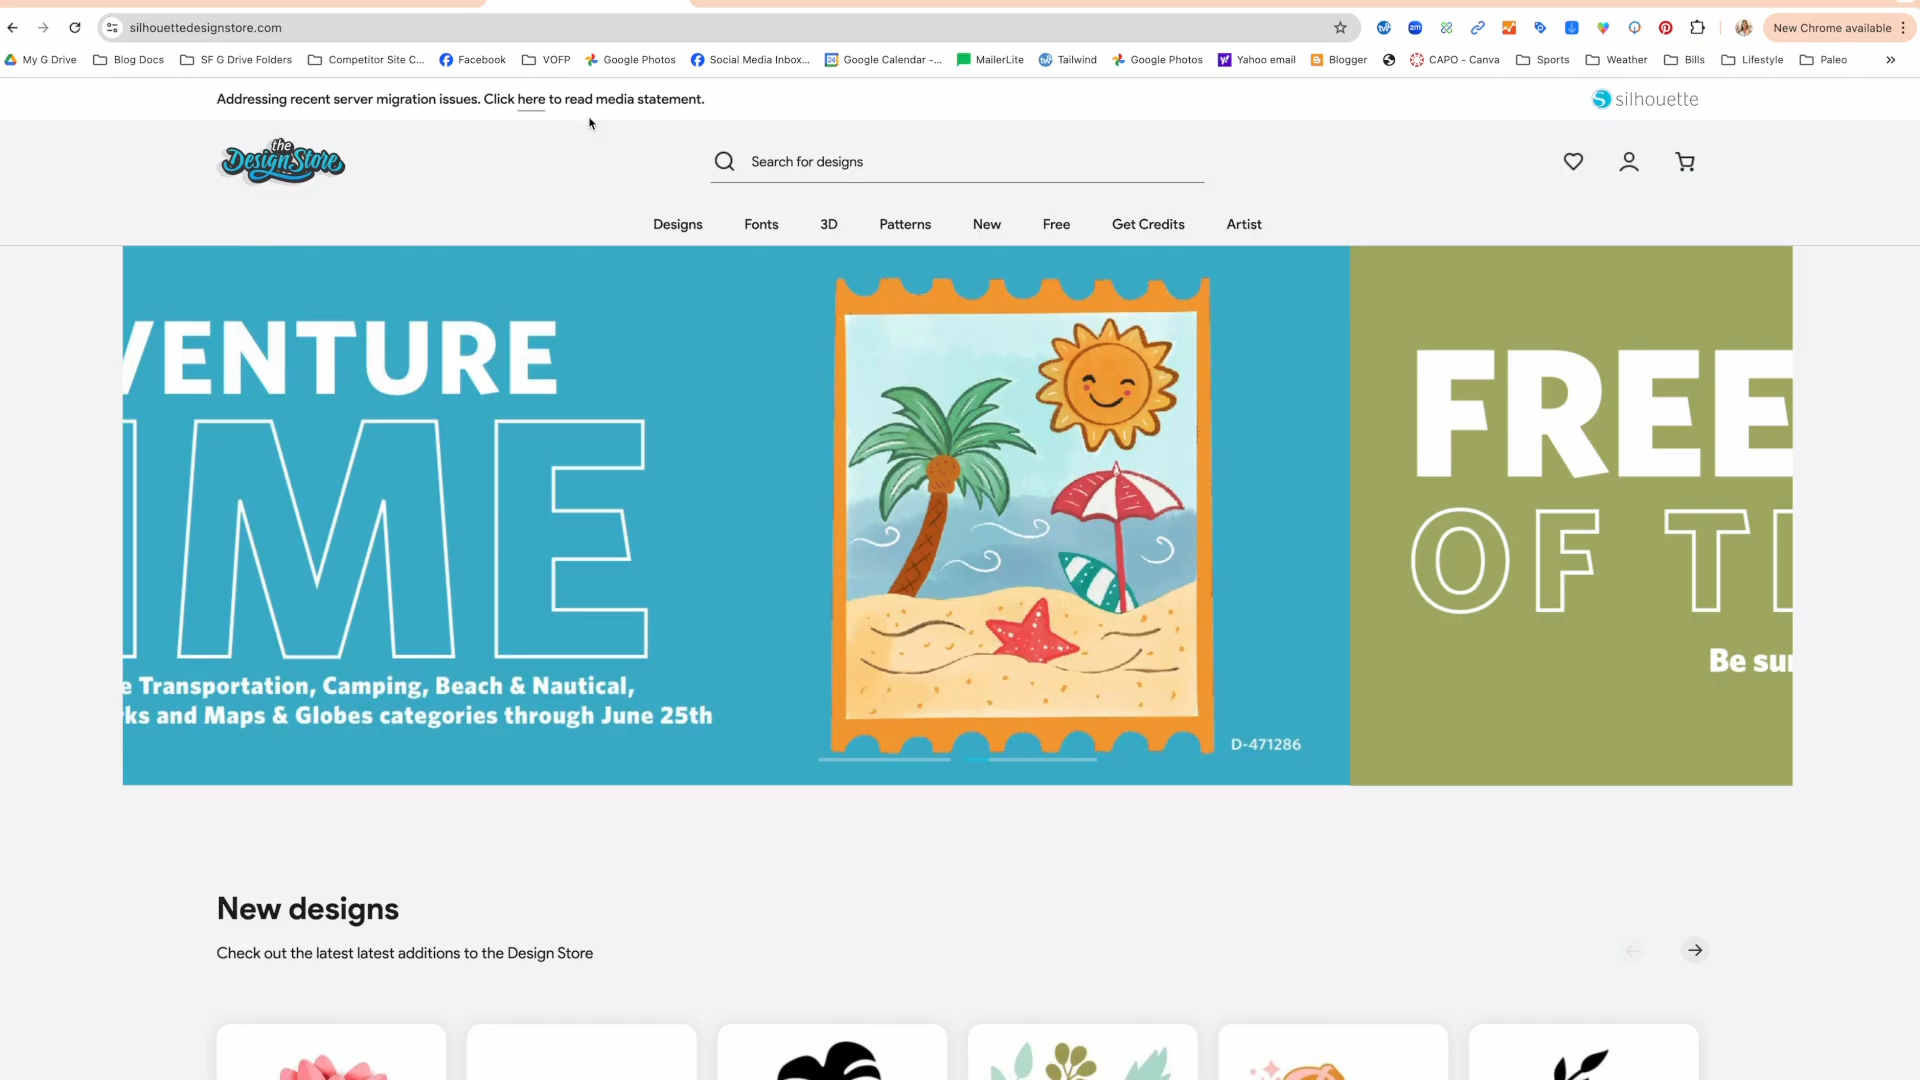 silhouettedesignstore.com
New Chrome available
My G Drive
Blog Docs
SF G Drive Folders
Competitor Site C...
Facebook
VOFP
Google Photos
Social Media Inbox...
Google Calendar -...
MailerLite
Tailwind
Google Photos
Yahoo email
Blogger
CAPO - Canva
Sports
Weather
Bills
Lifestyle
Paleo
Addressing recent server migration issues. Click here to read media statement.
silhouette
the
Design Store
Search for designs
Designs
Fonts
3D
Patterns
New
Free
Get Credits
Artist
VENTURE
IME
e Transportation, Camping, Beach & Nautical,
ks and Maps & Globes categories through June 25th
D-471286
FREE
OF T
Be su
New designs
Check out the latest latest additions to the Design Store